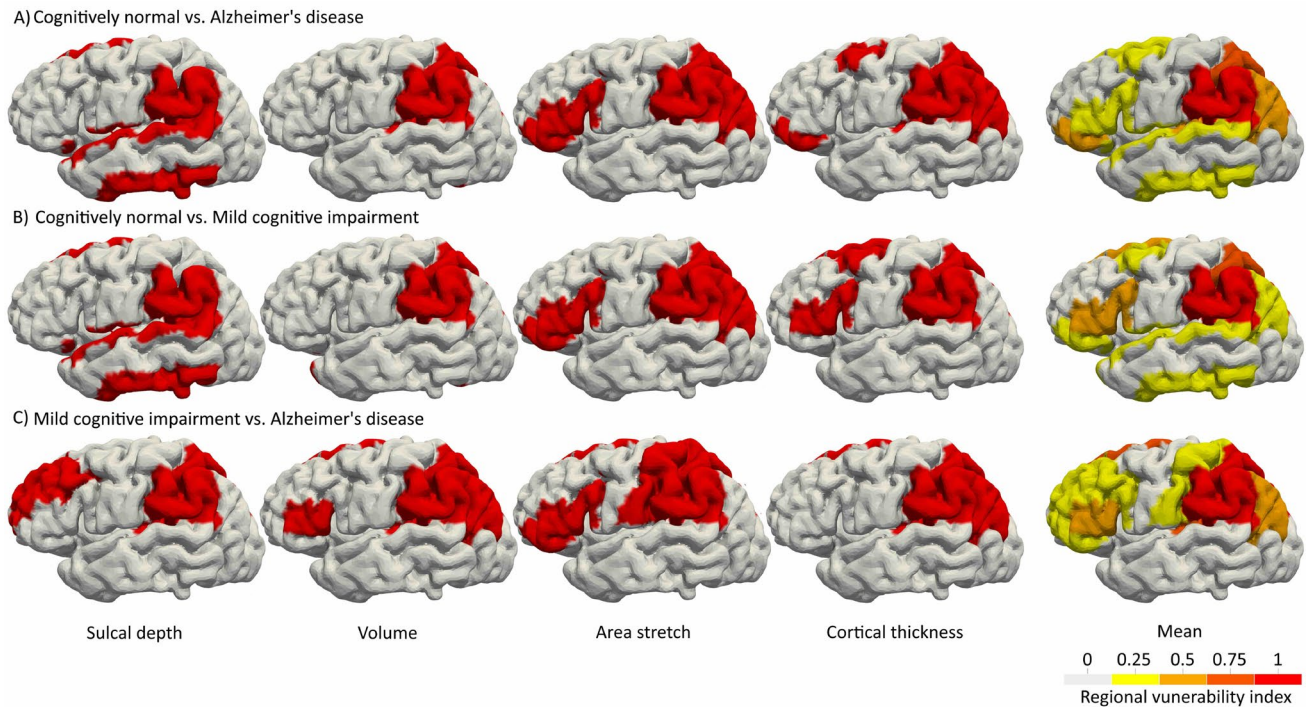 A) Cognitively normal vs. Alzheimer's disease
B) Cognitively normal vs. Mild cognitive impairment
C) Mild cognitive impairment vs. Alzheimer's disease
Sulcal depth Volume Area stretch Cortical thickness Mean
0 0.25 0.5 0.75 1
Regional vunerability index